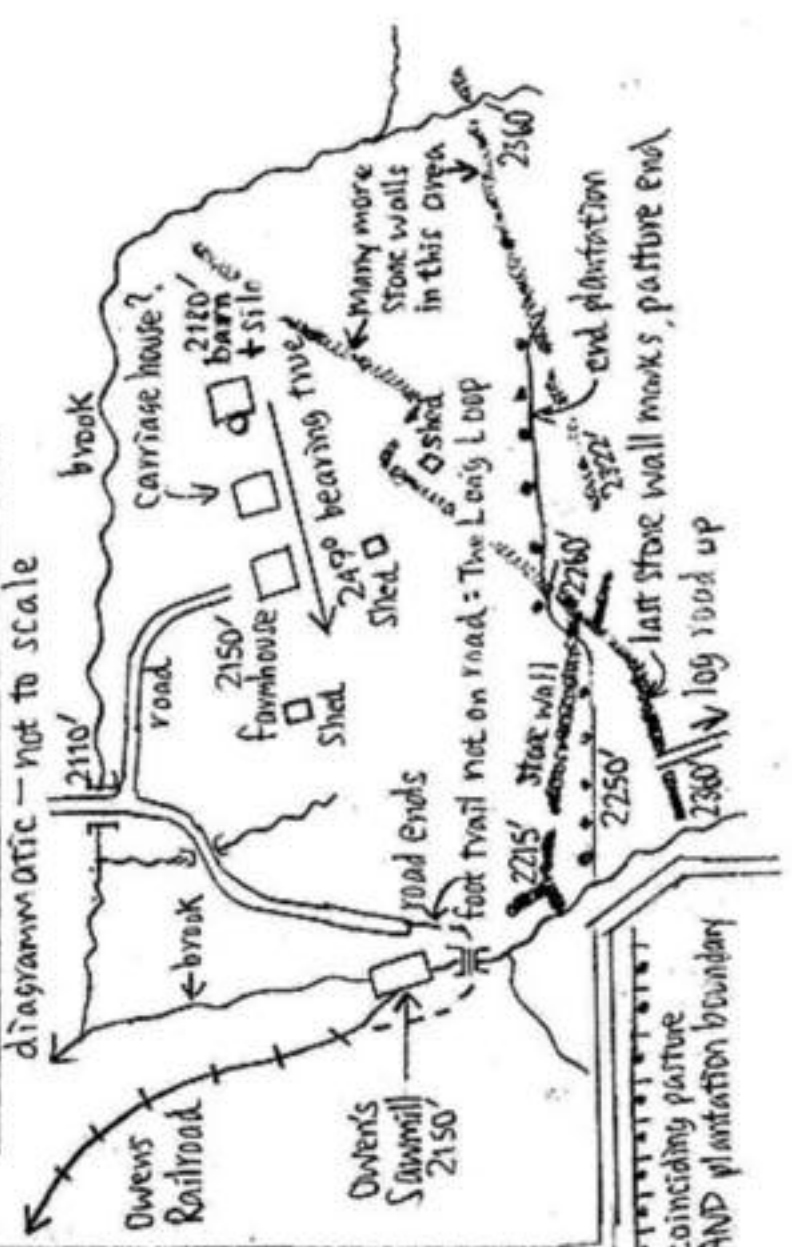 diagrammatic — not to scale
brook
2110'
road
carriage house?
2120'
barn
+ silo
2150'
farmhouse
Shed
249° bearing true
Shed
Many more
stone walls
in this area
shed
2360'
Owens
Railroad
brook
Owen's
Sawmill
2150'
road ends
foot trail not on road = The Long Loop
2215'
stone wall
2260'
2250'
2322'
end plantation
last stone wall marks pasture end
2360'
log road up
coinciding pasture
AND plantation boundary